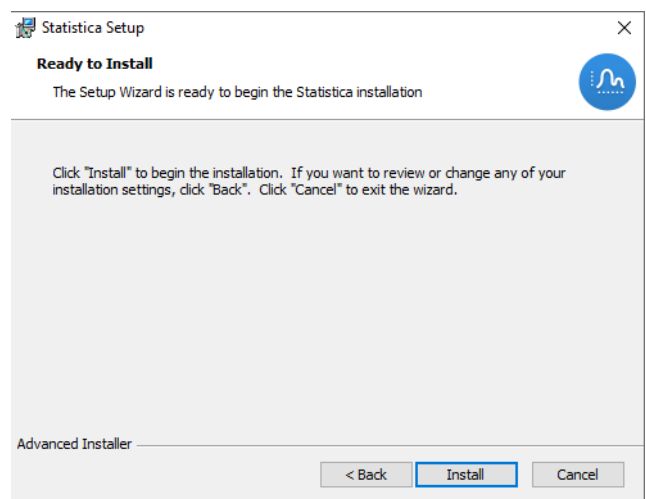 Statistica Setup
Ready to Install
The Setup Wizard is ready to begin the Statistica installation
Click "Install" to begin the installation.  If you want to review or change any of your
installation settings, click "Back".  Click "Cancel" to exit the wizard.
Advanced Installer
< Back
Install
Cancel